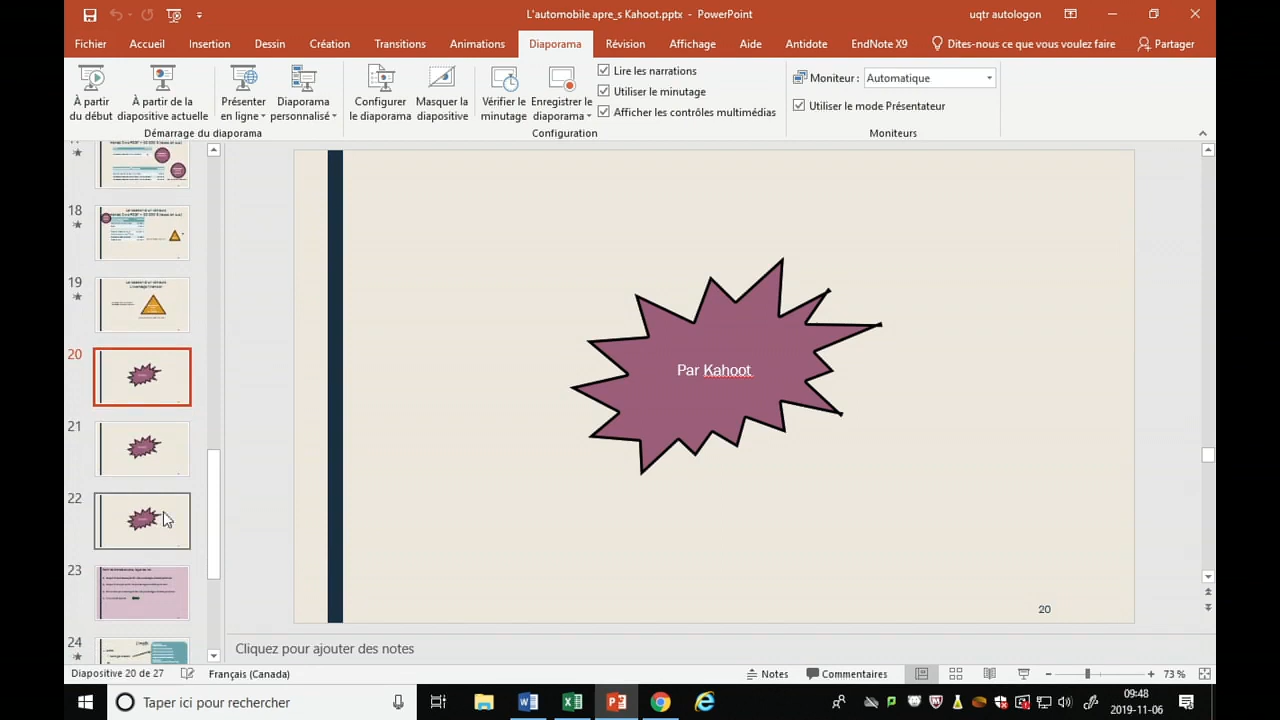 L'automobile apre_s Kahoot.pptx - PowerPoint
uqtr autologon
Fichier Accueil Insertion Dessin Création Transitions Animations Diaporama Révision Affichage Aide Antidote EndNote X9 Dites-nous ce que vous voulez faire Partager
À partir du début
À partir de la diapositive actuelle
Présenter en ligne
Diaporama personnalisé
Démarrage du diaporama
Configurer le diaporama
Masquer la diapositive
Vérifier le minutage
Enregistrer le diaporama
Lire les narrations
Utiliser le minutage
Afficher les contrôles multimédias
Configuration
Moniteur : Automatique
Utiliser le mode Présentateur
Moniteurs
18
19
20
21
22
23
24
Par Kahoot
20
Cliquez pour ajouter des notes
Diapositive 20 de 27 Français (Canada) Notes Commentaires 73 %
Taper ici pour rechercher
09:48
2019-11-06